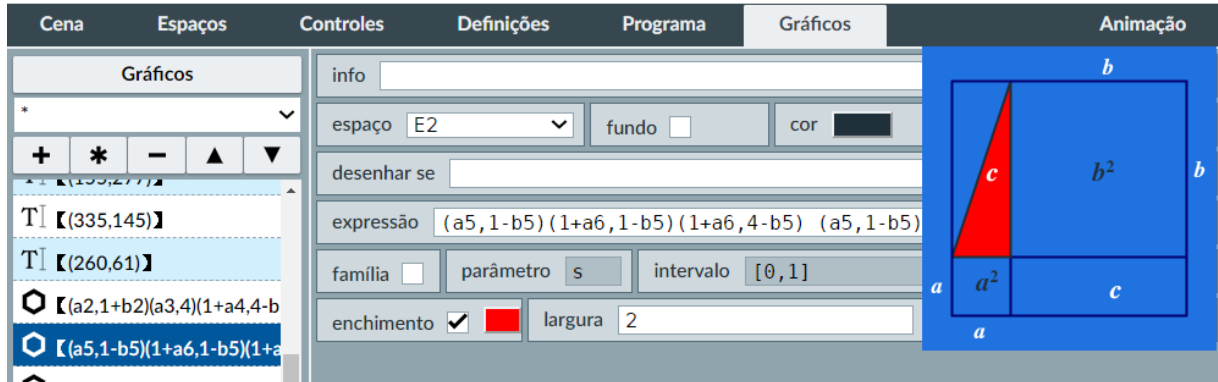 Cena Espaços Controles Definições Programa Gráficos Animação
Gráficos
*
+ * − ▲ ▼
T (335,145)
T (260,61)
(a2,1+b2)(a3,4)(1+a4,4-b
(a5,1-b5)(1+a6,1-b5)(1+a
info
espaço E2 fundo cor
desenhar se
expressão (a5,1-b5)(1+a6,1-b5)(1+a6,4-b5) (a5,1-b5)
família parâmetro s intervalo [0,1]
enchimento largura 2
b
c b² b
a a² c
a